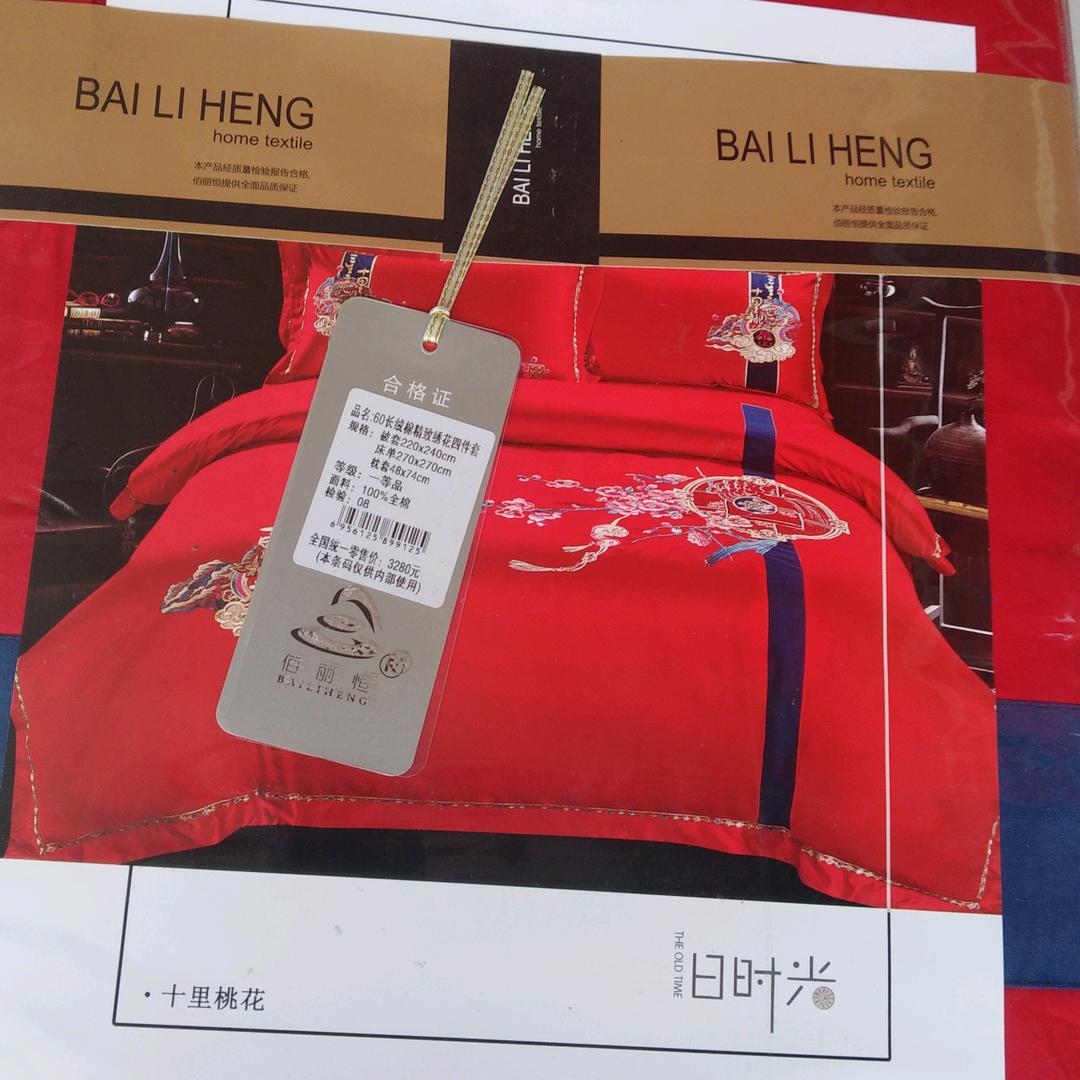 BAI LI HENG
home textile
本产品经质量检验报告合格,
佰丽恒提供全面品质保证
BAI LI HENG
home textile
BAI LI HENG
home textile
本产品经质量检验报告合格,
佰丽恒提供全面品质保证
合格证
品名:60长绒棉精致绣花四件套
规格: 被套220x240cm
床单270x270cm
枕套48x74cm
等级: 一等品
面料: 100%全棉
检验: 08
6 956125 899125
全国统一零售价: 3280元
(本条码仅供内部使用)
佰丽恒 ®
BAILIHENG
THE OLD TIME
旧时光
·十里桃花